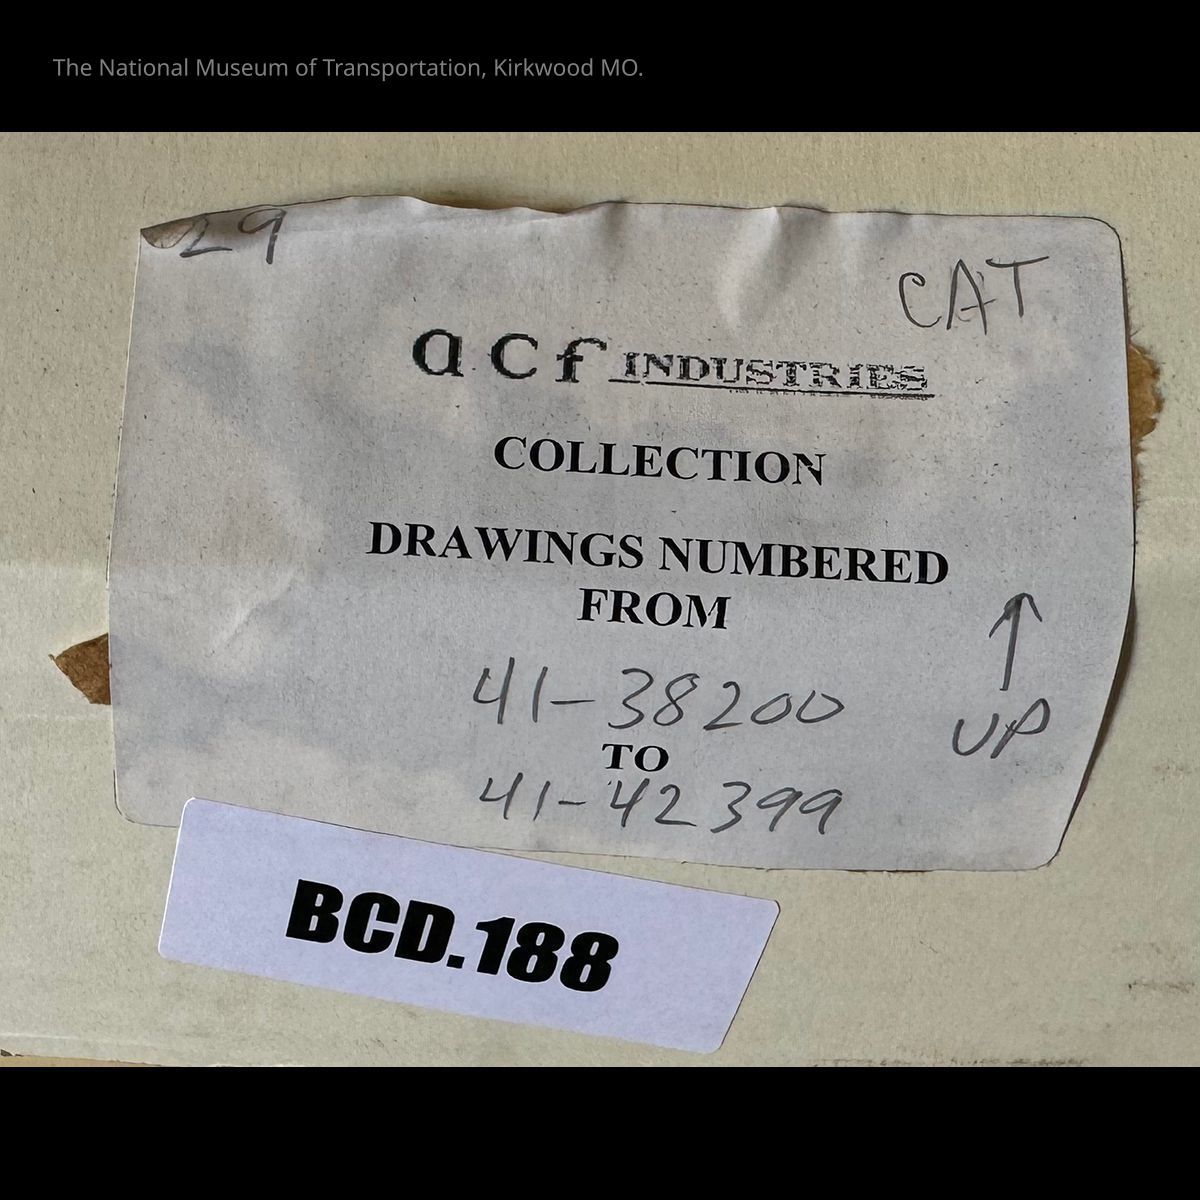 The National Museum of Transportation, Kirkwood MO.
29
CAT
acf INDUSTRIES
COLLECTION
DRAWINGS NUMBERED
FROM
41-38200
TO
41-42399
↑
UP
BCD.188